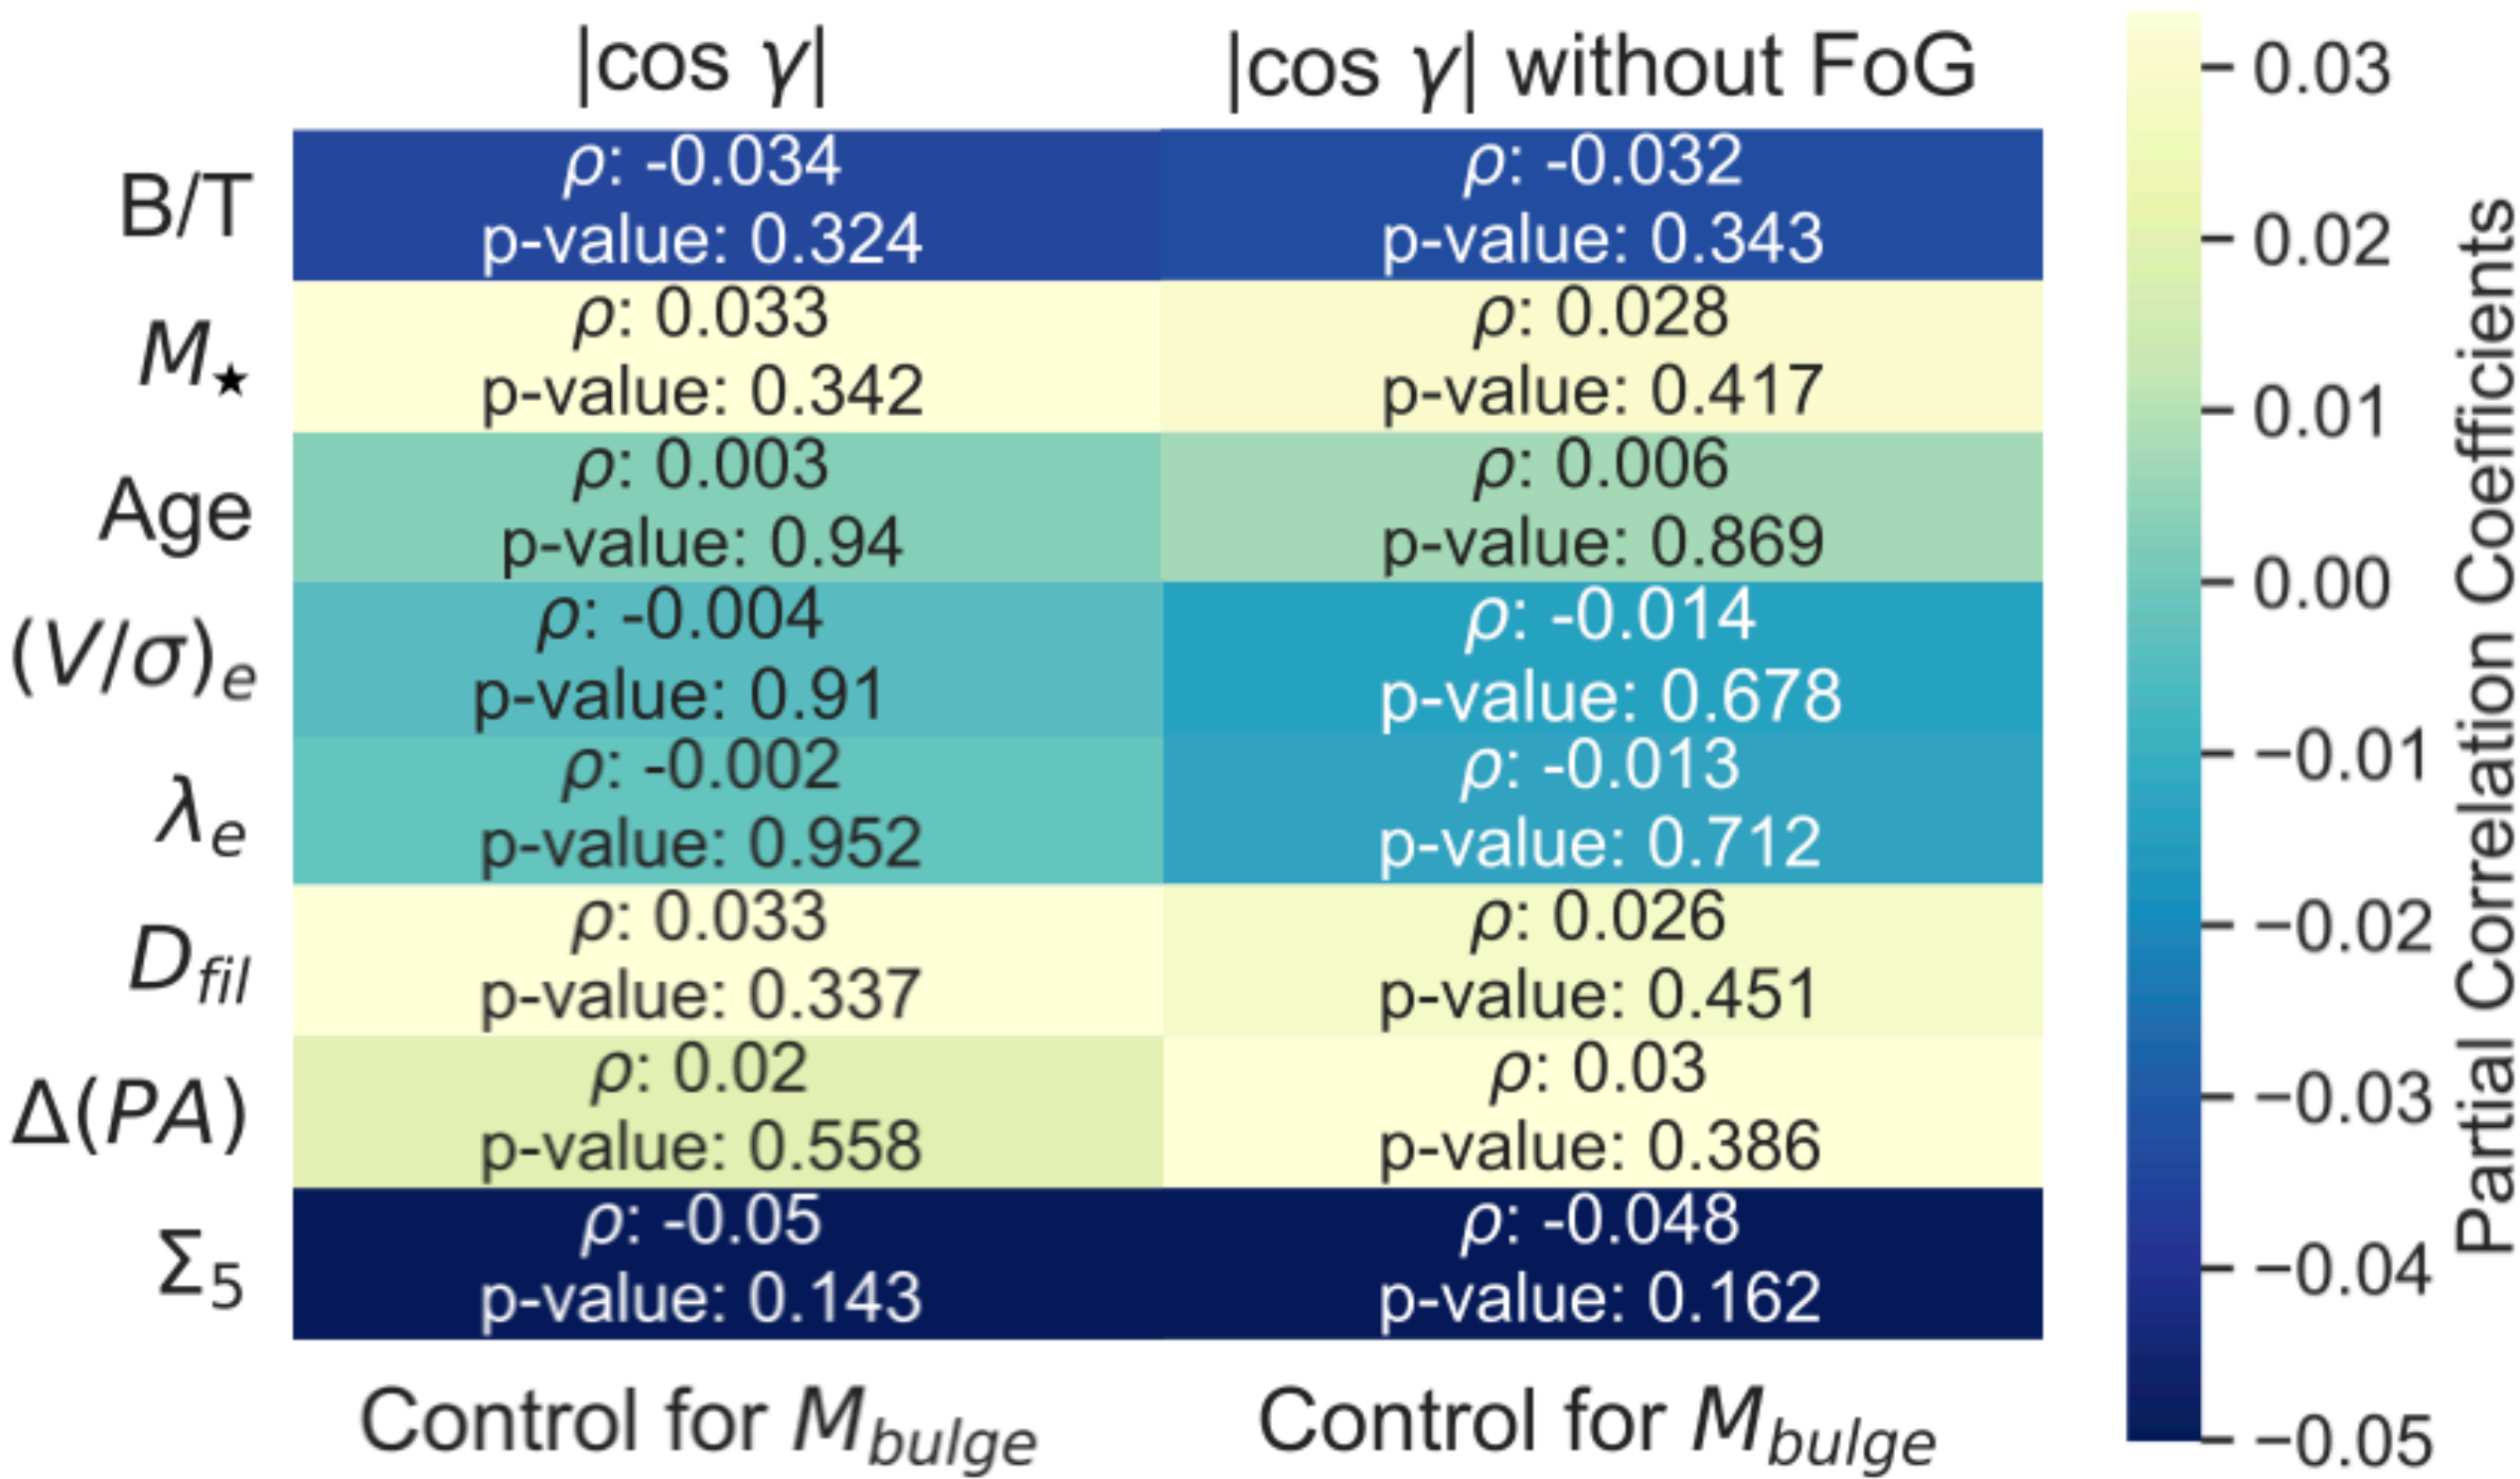 |cos γ| |cos γ| without FoG
B/T ρ: -0.034 ρ: -0.032
p-value: 0.324 p-value: 0.343
M★ ρ: 0.033 ρ: 0.028
p-value: 0.342 p-value: 0.417
Age ρ: 0.003 ρ: 0.006
p-value: 0.94 p-value: 0.869
(V/σ)e ρ: -0.004 ρ: -0.014
p-value: 0.91 p-value: 0.678
λe ρ: -0.002 ρ: -0.013
p-value: 0.952 p-value: 0.712
Dfil ρ: 0.033 ρ: 0.026
p-value: 0.337 p-value: 0.451
Δ(PA) ρ: 0.02 ρ: 0.03
p-value: 0.558 p-value: 0.386
Σ5 ρ: -0.05 ρ: -0.048
p-value: 0.143 p-value: 0.162
Control for Mbulge Control for Mbulge
0.03
0.02
0.01
0.00
−0.01
−0.02
−0.03
−0.04
−0.05
Partial Correlation Coefficients